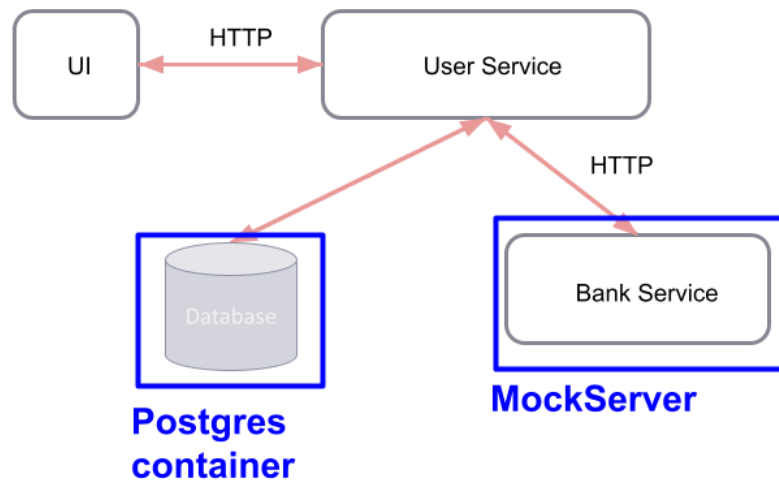 HTTP
UI
User Service
HTTP
Bank Service
Database
MockServer
Postgres
container